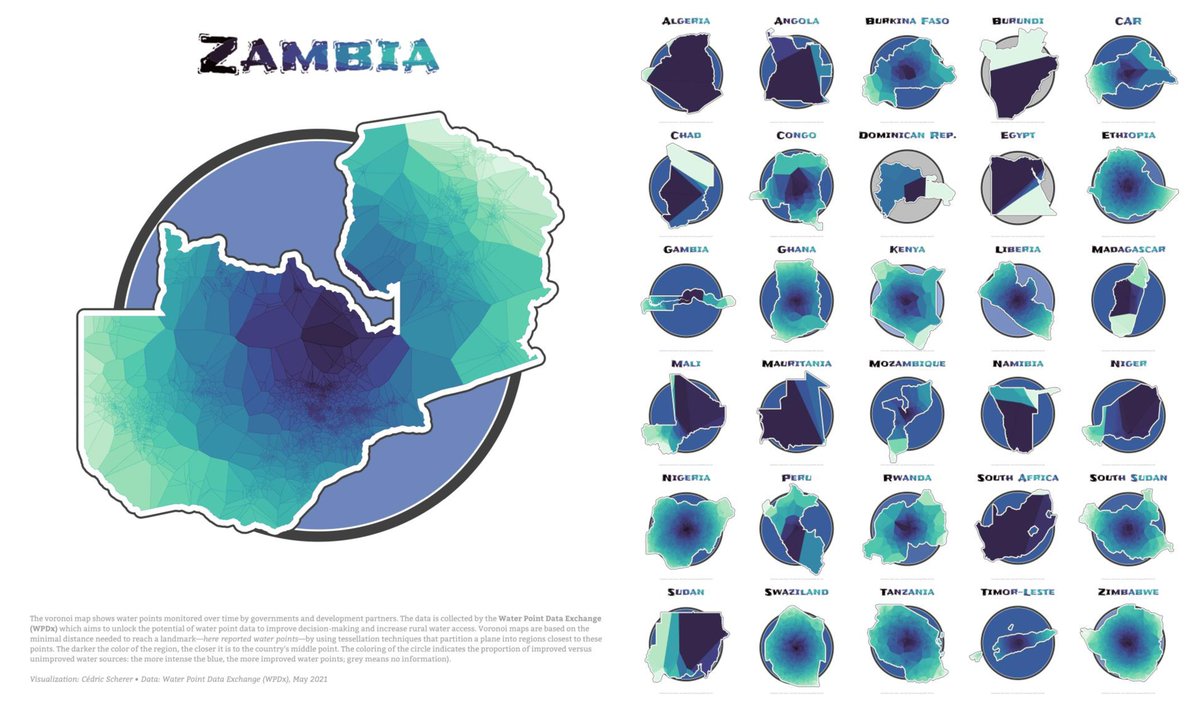 ZAMBIA
The voronoi map shows water points monitored over time by governments and development partners. The data is collected by the Water Point Data Exchange
(WPDx) which aims to unlock the potential of water point data to improve decision-making and increase rural water access. Voronoi maps are based on the
minimal distance needed to reach a landmark—here reported water points—by using tessellation techniques that partition a plane into regions closest to these
points. The darker the color of the region, the closer it is to the country's middle point. The coloring of the circle indicates the proportion of improved versus
unimproved water sources: the more intense the blue, the more improved water points; grey means no information).
Visualization: Cédric Scherer • Data: Water Point Data Exchange (WPDx), May 2021
ALGERIA ANGOLA BURKINA FASO BURUNDI CAR
CHAD CONGO DOMINICAN REP. EGYPT ETHIOPIA
GAMBIA GHANA KENYA LIBERIA MADAGASCAR
MALI MAURITANIA MOZAMBIQUE NAMIBIA NIGER
NIGERIA PERU RWANDA SOUTH AFRICA SOUTH SUDAN
SUDAN SWAZILAND TANZANIA TIMOR-LESTE ZIMBABWE